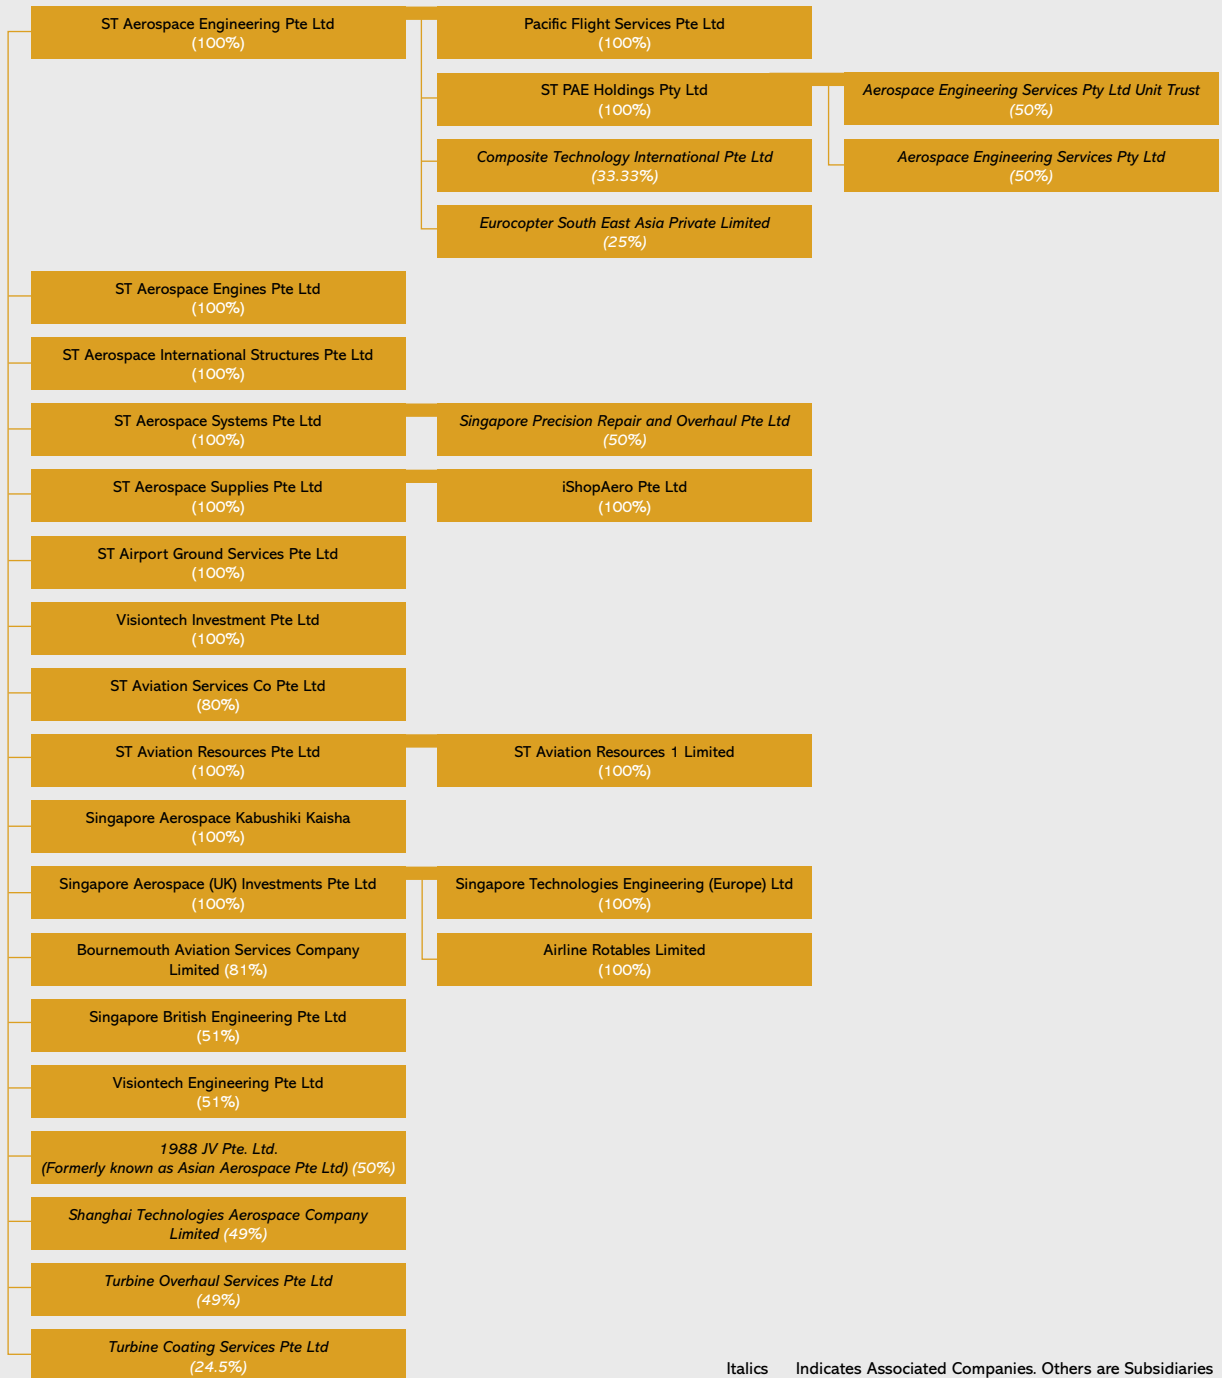 ST Aerospace Engineering Pte Ltd
(100%)
Pacific Flight Services Pte Ltd
(100%)
ST PAE Holdings Pty Ltd
(100%)
Aerospace Engineering Services Pty Ltd Unit Trust
(50%)
Composite Technology International Pte Ltd
(33.33%)
Aerospace Engineering Services Pty Ltd
(50%)
Eurocopter South East Asia Private Limited
(25%)
ST Aerospace Engines Pte Ltd
(100%)
ST Aerospace International Structures Pte Ltd
(100%)
ST Aerospace Systems Pte Ltd
(100%)
Singapore Precision Repair and Overhaul Pte Ltd
(50%)
ST Aerospace Supplies Pte Ltd
(100%)
iShopAero Pte Ltd
(100%)
ST Airport Ground Services Pte Ltd
(100%)
Visiontech Investment Pte Ltd
(100%)
ST Aviation Services Co Pte Ltd
(80%)
ST Aviation Resources Pte Ltd
(100%)
ST Aviation Resources 1 Limited
(100%)
Singapore Aerospace Kabushiki Kaisha
(100%)
Singapore Aerospace (UK) Investments Pte Ltd
(100%)
Singapore Technologies Engineering (Europe) Ltd
(100%)
Bournemouth Aviation Services Company
Limited (81%)
Airline Rotables Limited
(100%)
Singapore British Engineering Pte Ltd
(51%)
Visiontech Engineering Pte Ltd
(51%)
1988 JV Pte. Ltd.
(Formerly known as Asian Aerospace Pte Ltd) (50%)
Shanghai Technologies Aerospace Company
Limited (49%)
Turbine Overhaul Services Pte Ltd
(49%)
Turbine Coating Services Pte Ltd
(24.5%)
Italics Indicates Associated Companies. Others are Subsidiaries